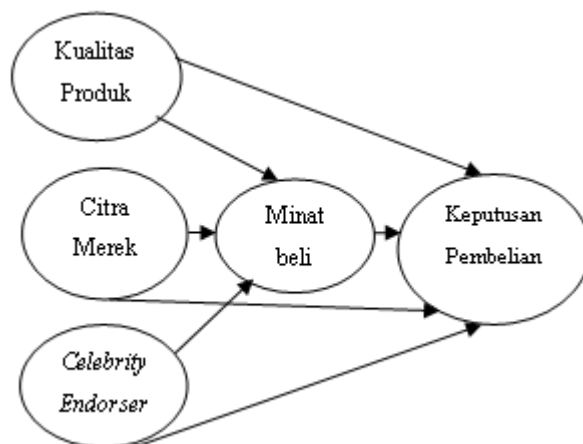 Kualitas
Produk
Citra
Merek
Minat
beli
Keputusan
Pembelian
Celebrity
Endorser